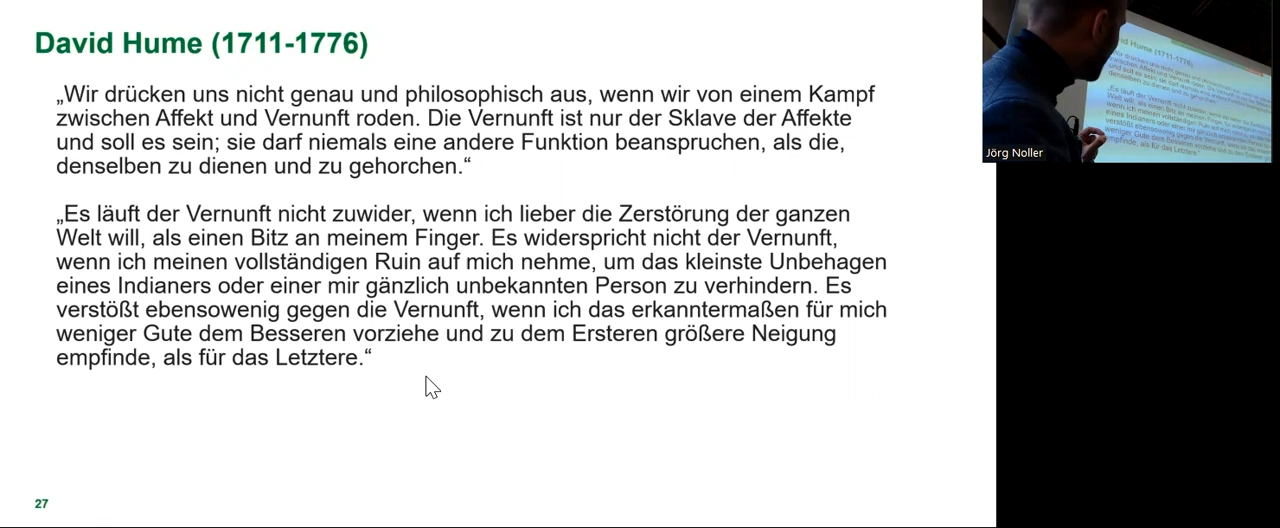 David Hume (1711-1776)
„Wir drücken uns nicht genau und philosophisch aus, wenn wir von einem Kampf
zwischen Affekt und Vernunft roden. Die Vernunft ist nur der Sklave der Affekte
und soll es sein; sie darf niemals eine andere Funktion beanspruchen, als die,
denselben zu dienen und zu gehorchen.“
„Es läuft der Vernunft nicht zuwider, wenn ich lieber die Zerstörung der ganzen
Welt will, als einen Bitz an meinem Finger. Es widerspricht nicht der Vernunft,
wenn ich meinen vollständigen Ruin auf mich nehme, um das kleinste Unbehagen
eines Indianers oder einer mir gänzlich unbekannten Person zu verhindern. Es
verstößt ebensowenig gegen die Vernunft, wenn ich das erkanntermaßen für mich
weniger Gute dem Besseren vorziehe und zu dem Ersteren größere Neigung
empfinde, als für das Letztere.“
27
Jörg Noller